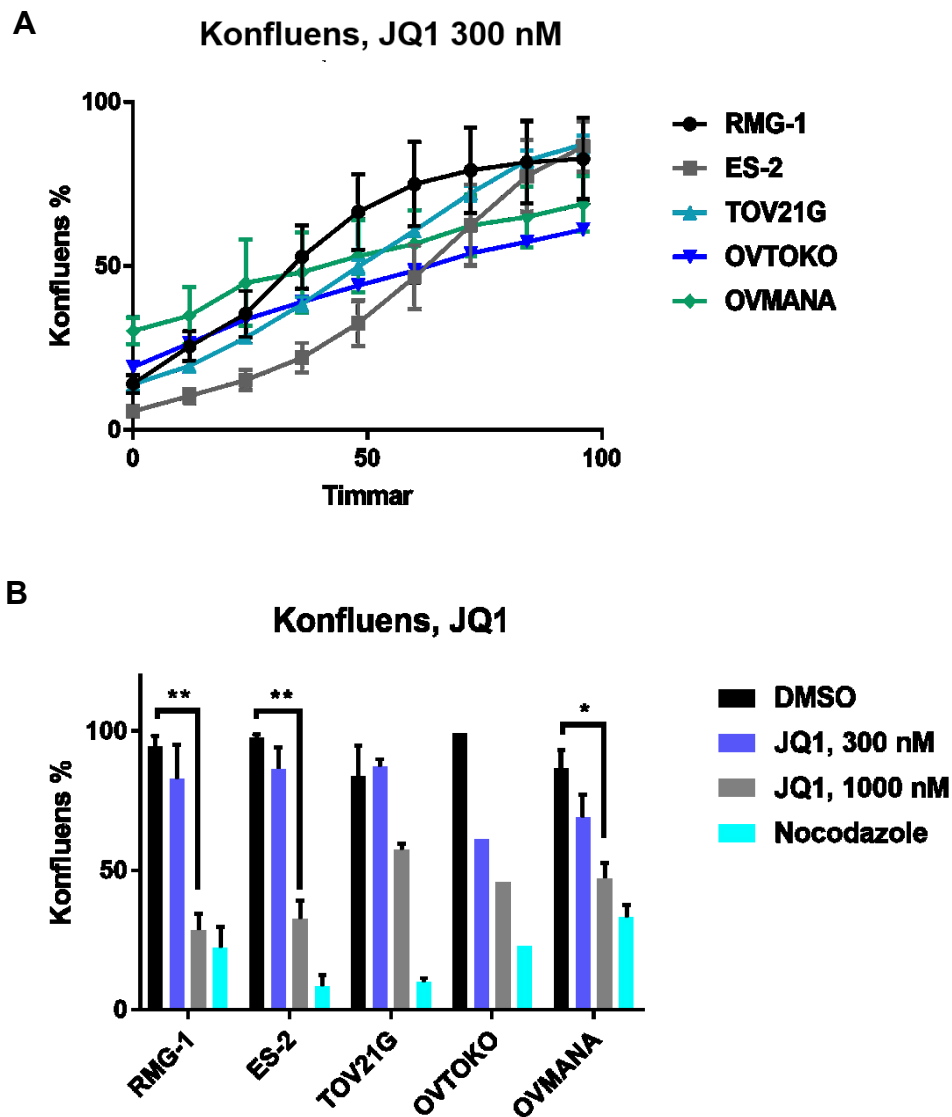 A
Konfluens, JQ1 300 nM
100
50
0
Konfluens %
0 50 100
Timmar
RMG-1
ES-2
TOV21G
OVTOKO
OVMANA
B
Konfluens, JQ1
100
50
0
Konfluens %
** ** *
RMG-1 ES-2 TOV21G OVTOKO OVMANA
DMSO
JQ1, 300 nM
JQ1, 1000 nM
Nocodazole